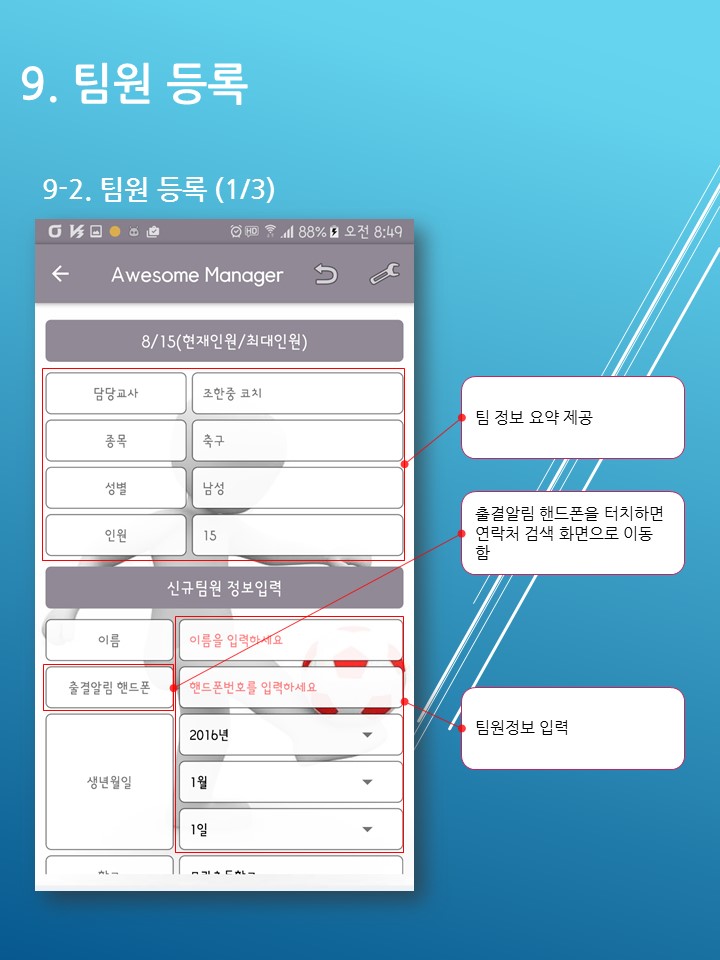 9. 팀원 등록
9-2. 팀원 등록 (1/3)
HD 88% 오전 8:49
Awesome Manager
8/15(현재인원/최대인원)
담당교사 조한중 코치
종목 축구
성별 남성
인원 15
신규팀원 정보입력
이름 이름을 입력하세요
출결알림 핸드폰 핸드폰번호를 입력하세요
2016년
생년월일 1월
1일
팀 정보 요약 제공
출결알림 핸드폰을 터치하면
연락처 검색 화면으로 이동
함
팀원정보 입력